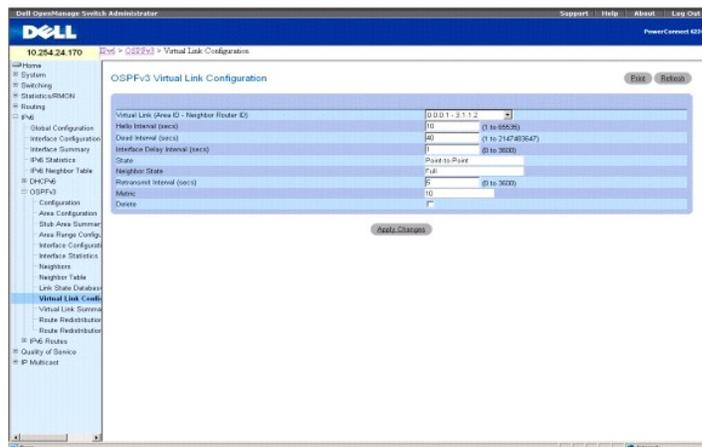 Dell OpenManage Switch Administrator
Support Help About Log Out
DELL
PowerConnect 622
10.254.24.170
IPv6 > OSPFv3 > Virtual Link Configuration
Home
System
Switching
Statistics/RMON
Routing
IPv6
Global Configuration
Interface Configuration
Interface Summary
IPv6 Statistics
IPv6 Neighbor Table
DHCPv6
OSPFv3
Configuration
Area Configuration
Stub Area Summar
Area Range Configu
Interface Configurati
Interface Statistics
Neighbors
Neighbor Table
Link State Databas
Virtual Link Confi
Virtual Link Summa
Route Redistribution
Route Redistribution
IPv6 Routes
Quality of Service
IP Multicast
OSPFv3 Virtual Link Configuration
Print Refresh
Virtual Link (Area ID - Neighbor Router ID) 0.0.0.1 - 3.1.1.2
Hello Interval (secs) 10 (1 to 65535)
Dead Interval (secs) 40 (1 to 2147483647)
Interface Delay Interval (secs) 1 (0 to 3600)
State Point-to-Point
Neighbor State Full
Retransmit Interval (secs) 5 (0 to 3600)
Metric 10
Delete
Apply Changes
Internet